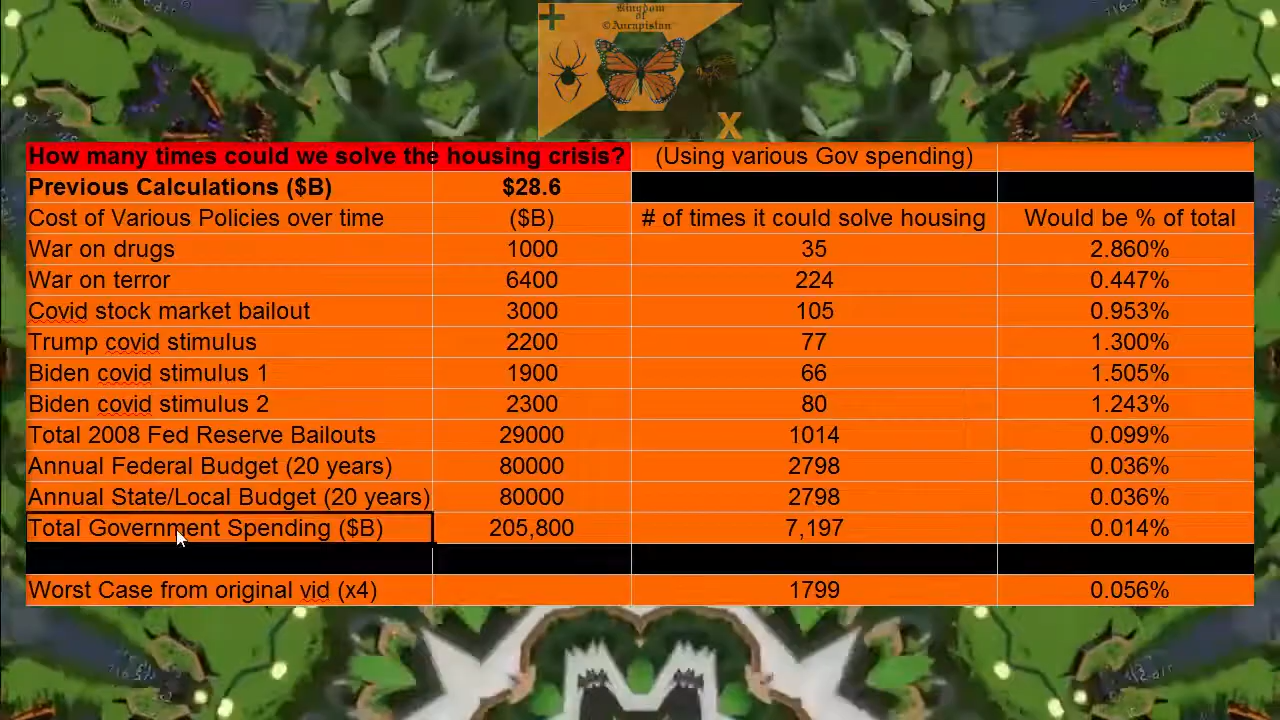 Kingdom
of
©Aurapistan
X
How many times could we solve the housing crisis? (Using various Gov spending)
Previous Calculations ($B) $28.6
Cost of Various Policies over time ($B) # of times it could solve housing Would be % of total
War on drugs 1000 35 2.860%
War on terror 6400 224 0.447%
Covid stock market bailout 3000 105 0.953%
Trump covid stimulus 2200 77 1.300%
Biden covid stimulus 1 1900 66 1.505%
Biden covid stimulus 2 2300 80 1.243%
Total 2008 Fed Reserve Bailouts 29000 1014 0.099%
Annual Federal Budget (20 years) 80000 2798 0.036%
Annual State/Local Budget (20 years) 80000 2798 0.036%
Total Government Spending ($B) 205,800 7,197 0.014%
Worst Case from original vid (x4) 1799 0.056%